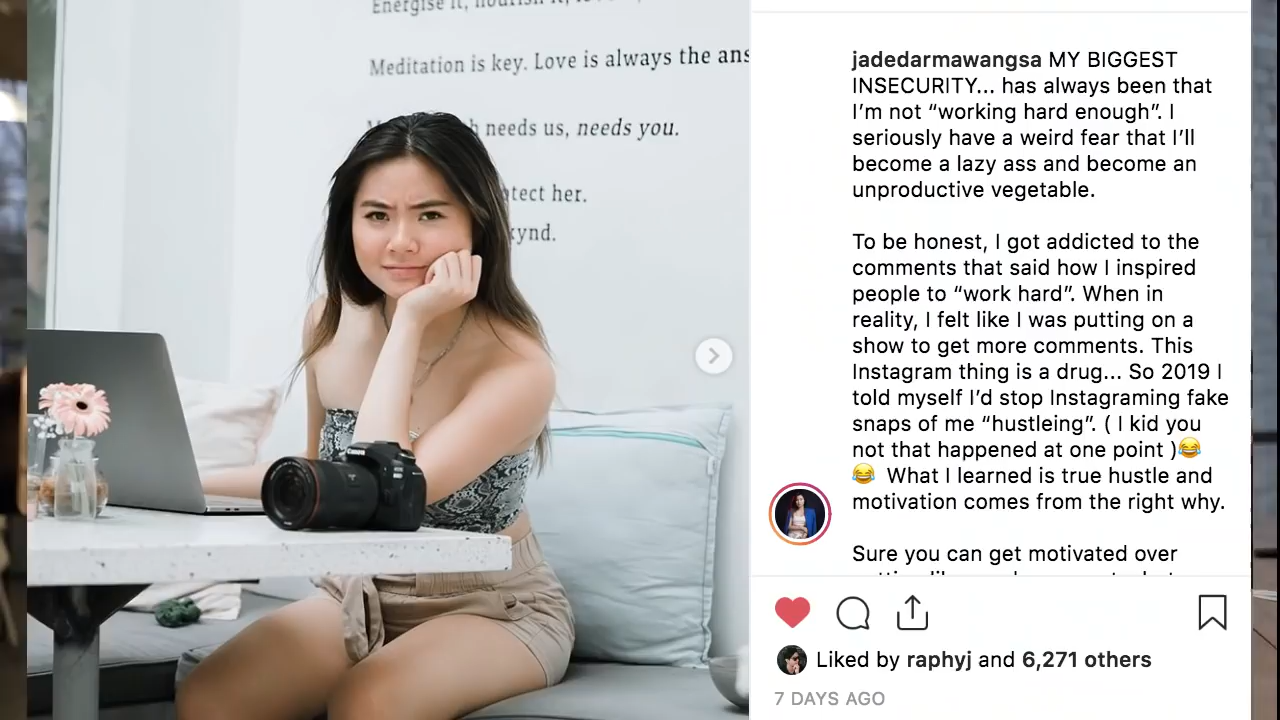 Energise it, nourish it,
Meditation is key. Love is always the ans
needs us, needs you.
protect her.
kynd.
Canon
jadedarmawangsa MY BIGGEST
INSECURITY... has always been that
I'm not “working hard enough”. I
seriously have a weird fear that I'll
become a lazy ass and become an
unproductive vegetable.
To be honest, I got addicted to the
comments that said how I inspired
people to “work hard”. When in
reality, I felt like I was putting on a
show to get more comments. This
Instagram thing is a drug... So 2019 I
told myself I'd stop Instagraming fake
snaps of me “hustleing”. ( I kid you
not that happened at one point )😂
😂 What I learned is true hustle and
motivation comes from the right why.
Sure you can get motivated over
Liked by raphyj and 6,271 others
7 DAYS AGO